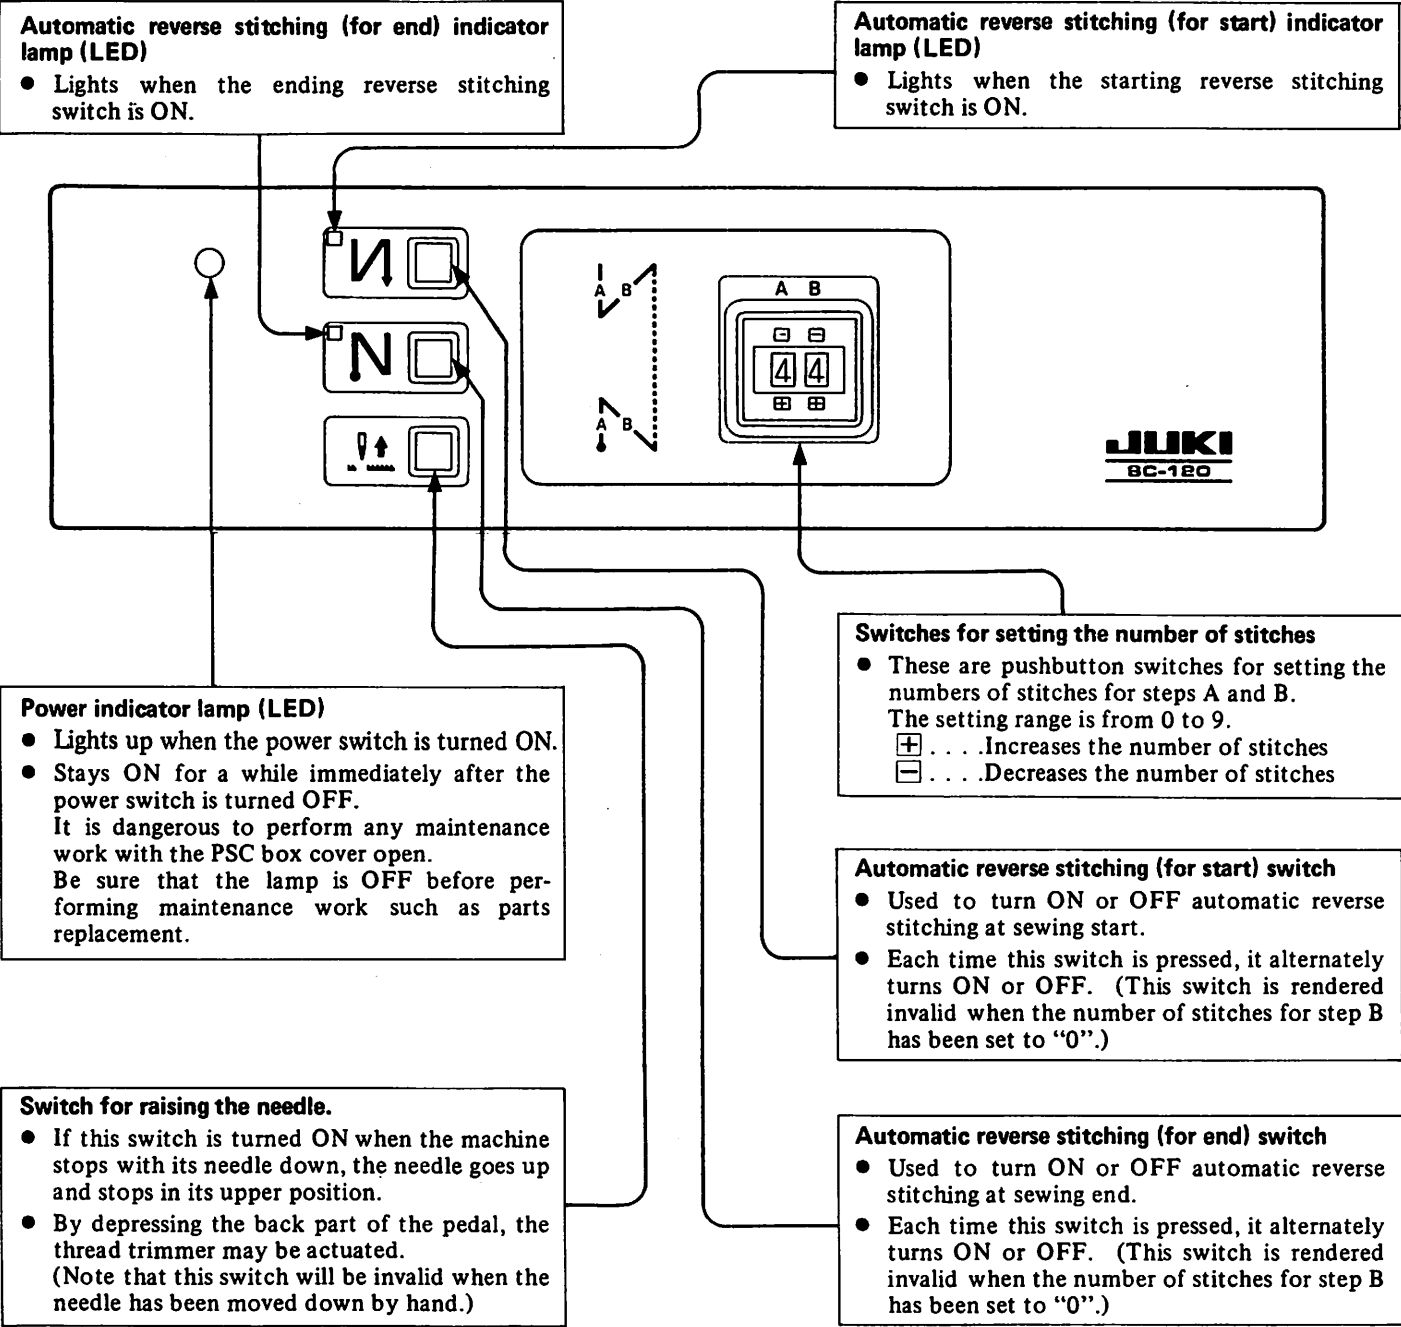 Automatic reverse stitching (for end) indicator
lamp (LED)
● Lights when the ending reverse stitching
switch is ON.
Automatic reverse stitching (for start) indicator
lamp (LED)
● Lights when the starting reverse stitching
switch is ON.
A
B
A B
- -
4 4
+ +
A
B
JUKI
SC-120
Switches for setting the number of stitches
● These are pushbutton switches for setting the
numbers of stitches for steps A and B.
The setting range is from 0 to 9.
+ . . . .Increases the number of stitches
- . . . .Decreases the number of stitches
Power indicator lamp (LED)
● Lights up when the power switch is turned ON.
● Stays ON for a while immediately after the
power switch is turned OFF.
It is dangerous to perform any maintenance
work with the PSC box cover open.
Be sure that the lamp is OFF before per-
forming maintenance work such as parts
replacement.
Automatic reverse stitching (for start) switch
● Used to turn ON or OFF automatic reverse
stitching at sewing start.
● Each time this switch is pressed, it alternately
turns ON or OFF. (This switch is rendered
invalid when the number of stitches for step B
has been set to “0”.)
Switch for raising the needle.
● If this switch is turned ON when the machine
stops with its needle down, the needle goes up
and stops in its upper position.
● By depressing the back part of the pedal, the
thread trimmer may be actuated.
(Note that this switch will be invalid when the
needle has been moved down by hand.)
Automatic reverse stitching (for end) switch
● Used to turn ON or OFF automatic reverse
stitching at sewing end.
● Each time this switch is pressed, it alternately
turns ON or OFF. (This switch is rendered
invalid when the number of stitches for step B
has been set to “0”.)